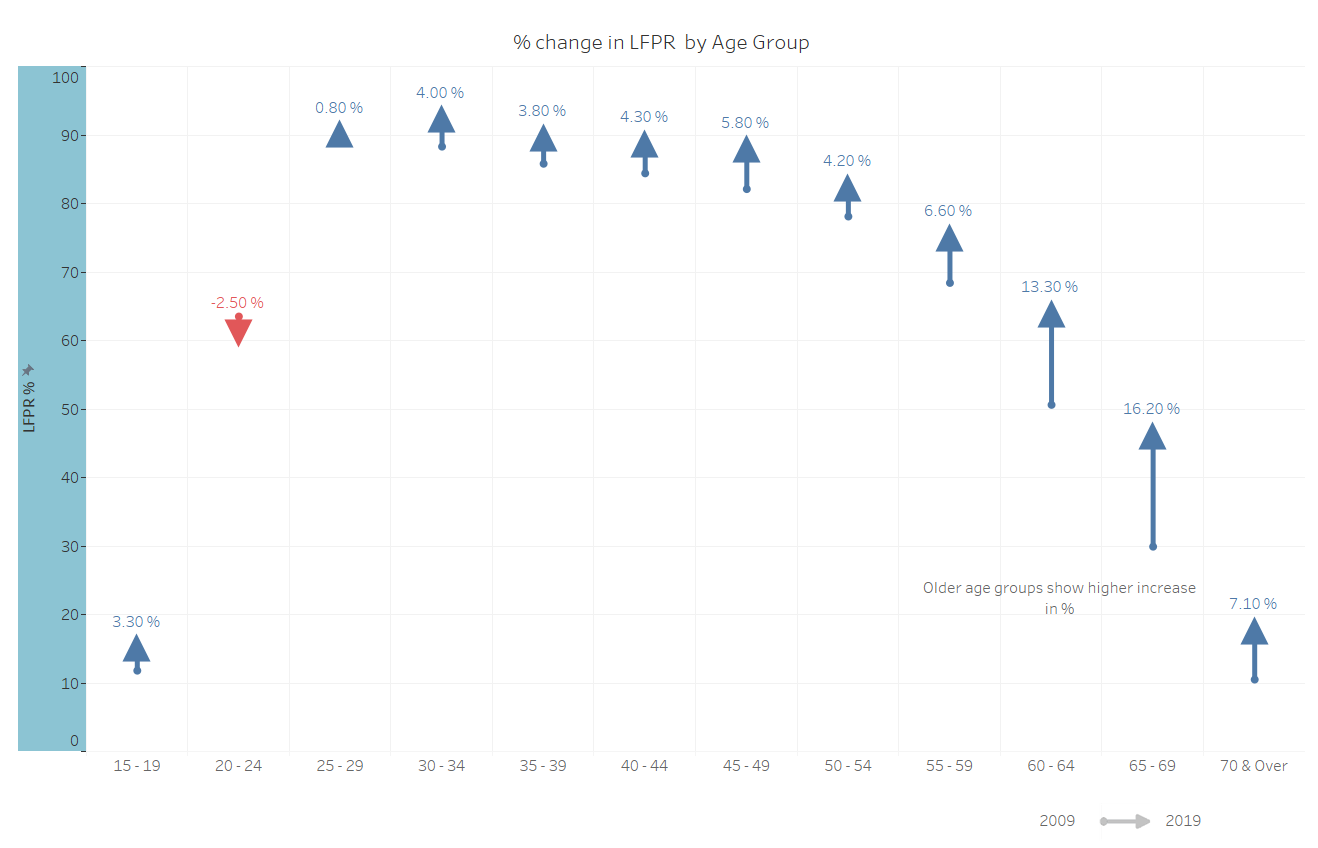 % change in LFPR by Age Group
LFPR %
100
90
80
70
60
50
40
30
20
10
0
3.30 %
-2.50 %
0.80 %
4.00 %
3.80 %
4.30 %
5.80 %
4.20 %
6.60 %
13.30 %
16.20 %
7.10 %
Older age groups show higher increase
in %
15 - 19
20 - 24
25 - 29
30 - 34
35 - 39
40 - 44
45 - 49
50 - 54
55 - 59
60 - 64
65 - 69
70 & Over
2009
2019